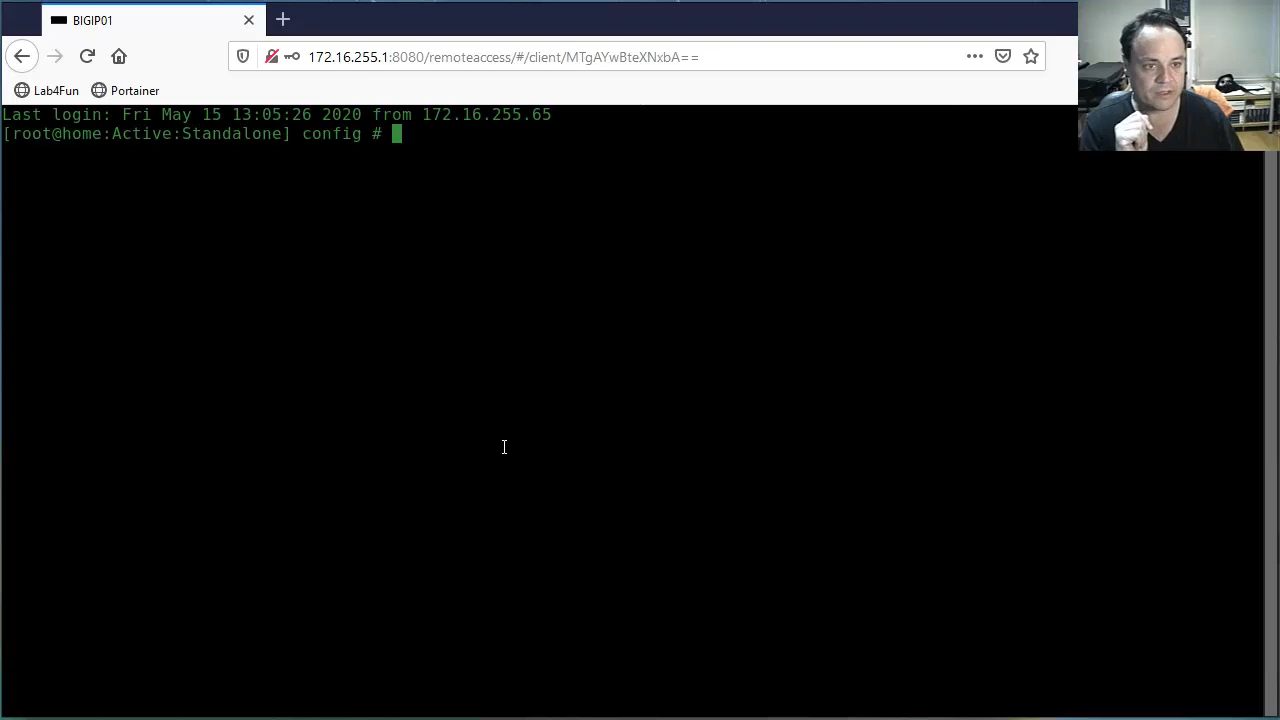 BIGIP01
172.16.255.1:8080/remoteaccess/#/client/MTgAYwBteXNxbA==
Lab4Fun Portainer
Last login: Fri May 15 13:05:26 2020 from 172.16.255.65
[root@home:Active:Standalone] config #